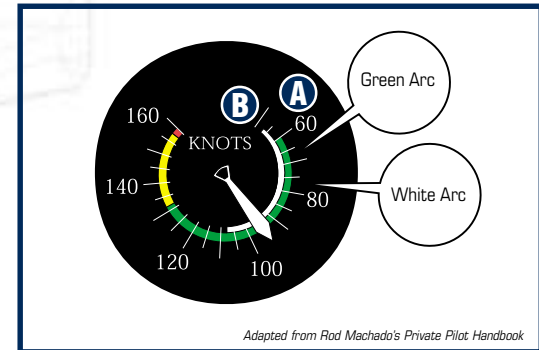 B
A
Green Arc
160
60
KNOTS
140
80
White Arc
120
100
Adapted from Rod Machado's Private Pilot Handbook